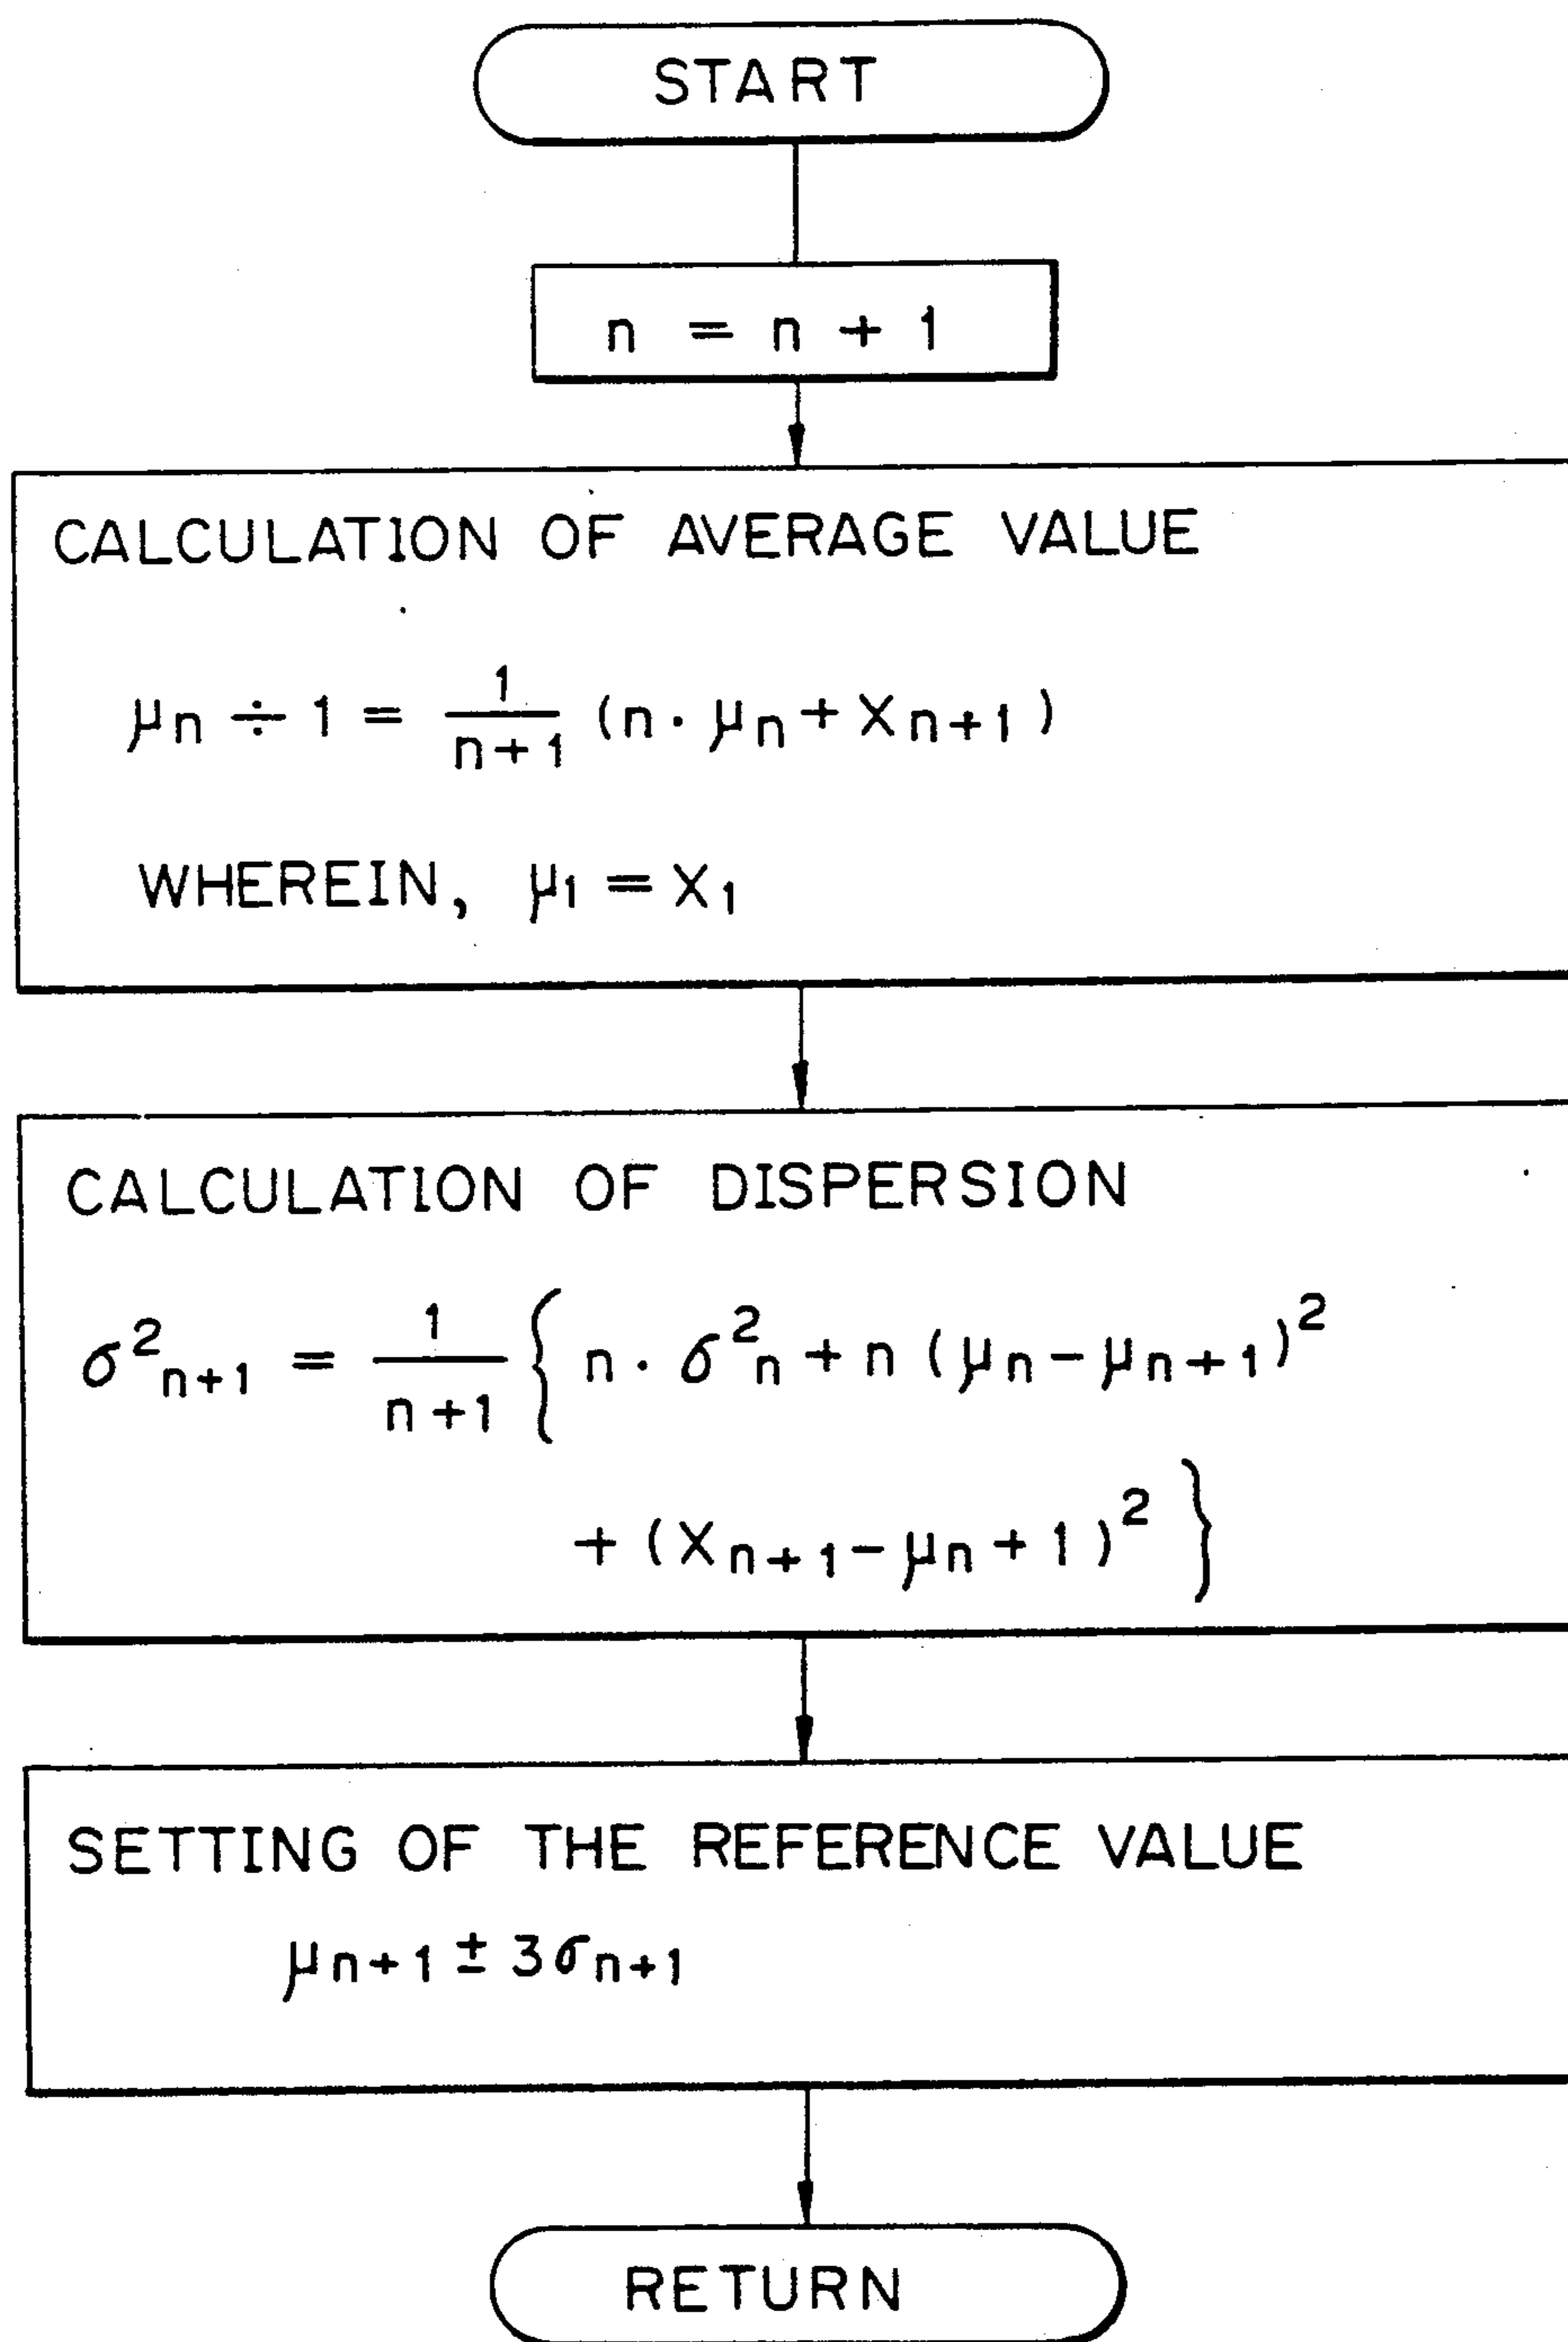 START
n = n + 1
CALCULATION OF AVERAGE VALUE
μn ÷ 1 = 1/n+1 (n · μn + Xn+1)
WHEREIN, μ1 = X1
CALCULATION OF DISPERSION
σ²n+1 = 1/n+1 { n · σ²n + n (μn − μn+1)²
+ (Xn+1 − μn + 1)² }
SETTING OF THE REFERENCE VALUE
μn+1 ± 3σn+1
RETURN